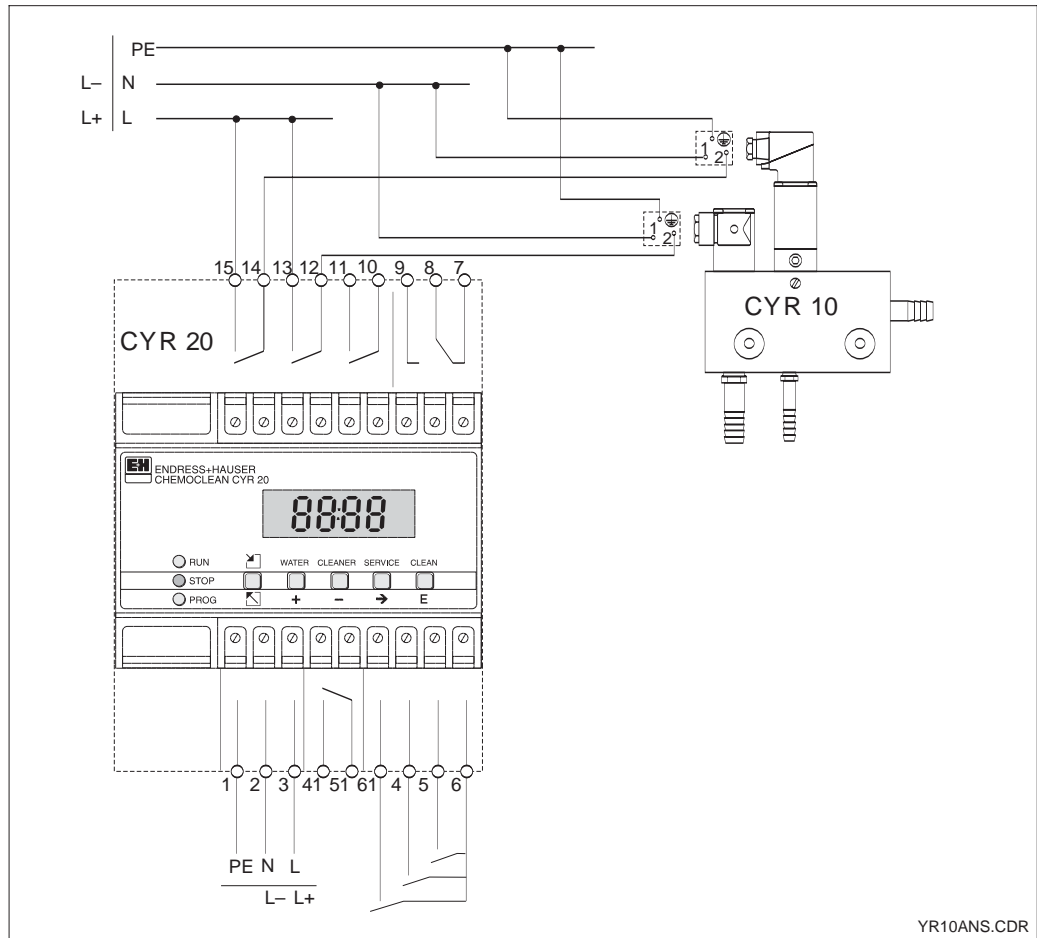 PE
L– N
L+ L
1 2
1 2
15 14 13 12 11 10 9 8 7
CYR 20
CYR 10
E+H ENDRESS+HAUSER
CHEMOCLEAN CYR 20
88:88
RUN WATER CLEANER SERVICE CLEAN
STOP
PROG + – → E
1 2 3 41 51 61 4 5 6
PE N L
L– L+
YR10ANS.CDR